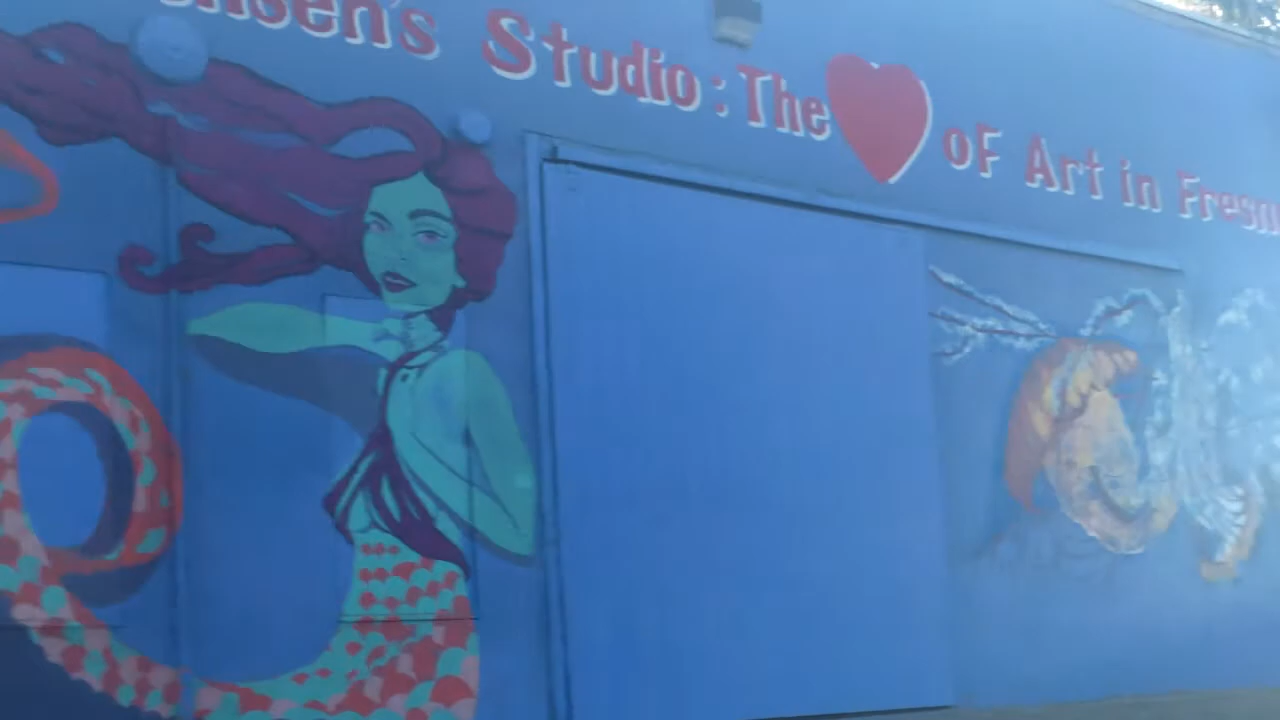 Studio: The ❤ oF Art in